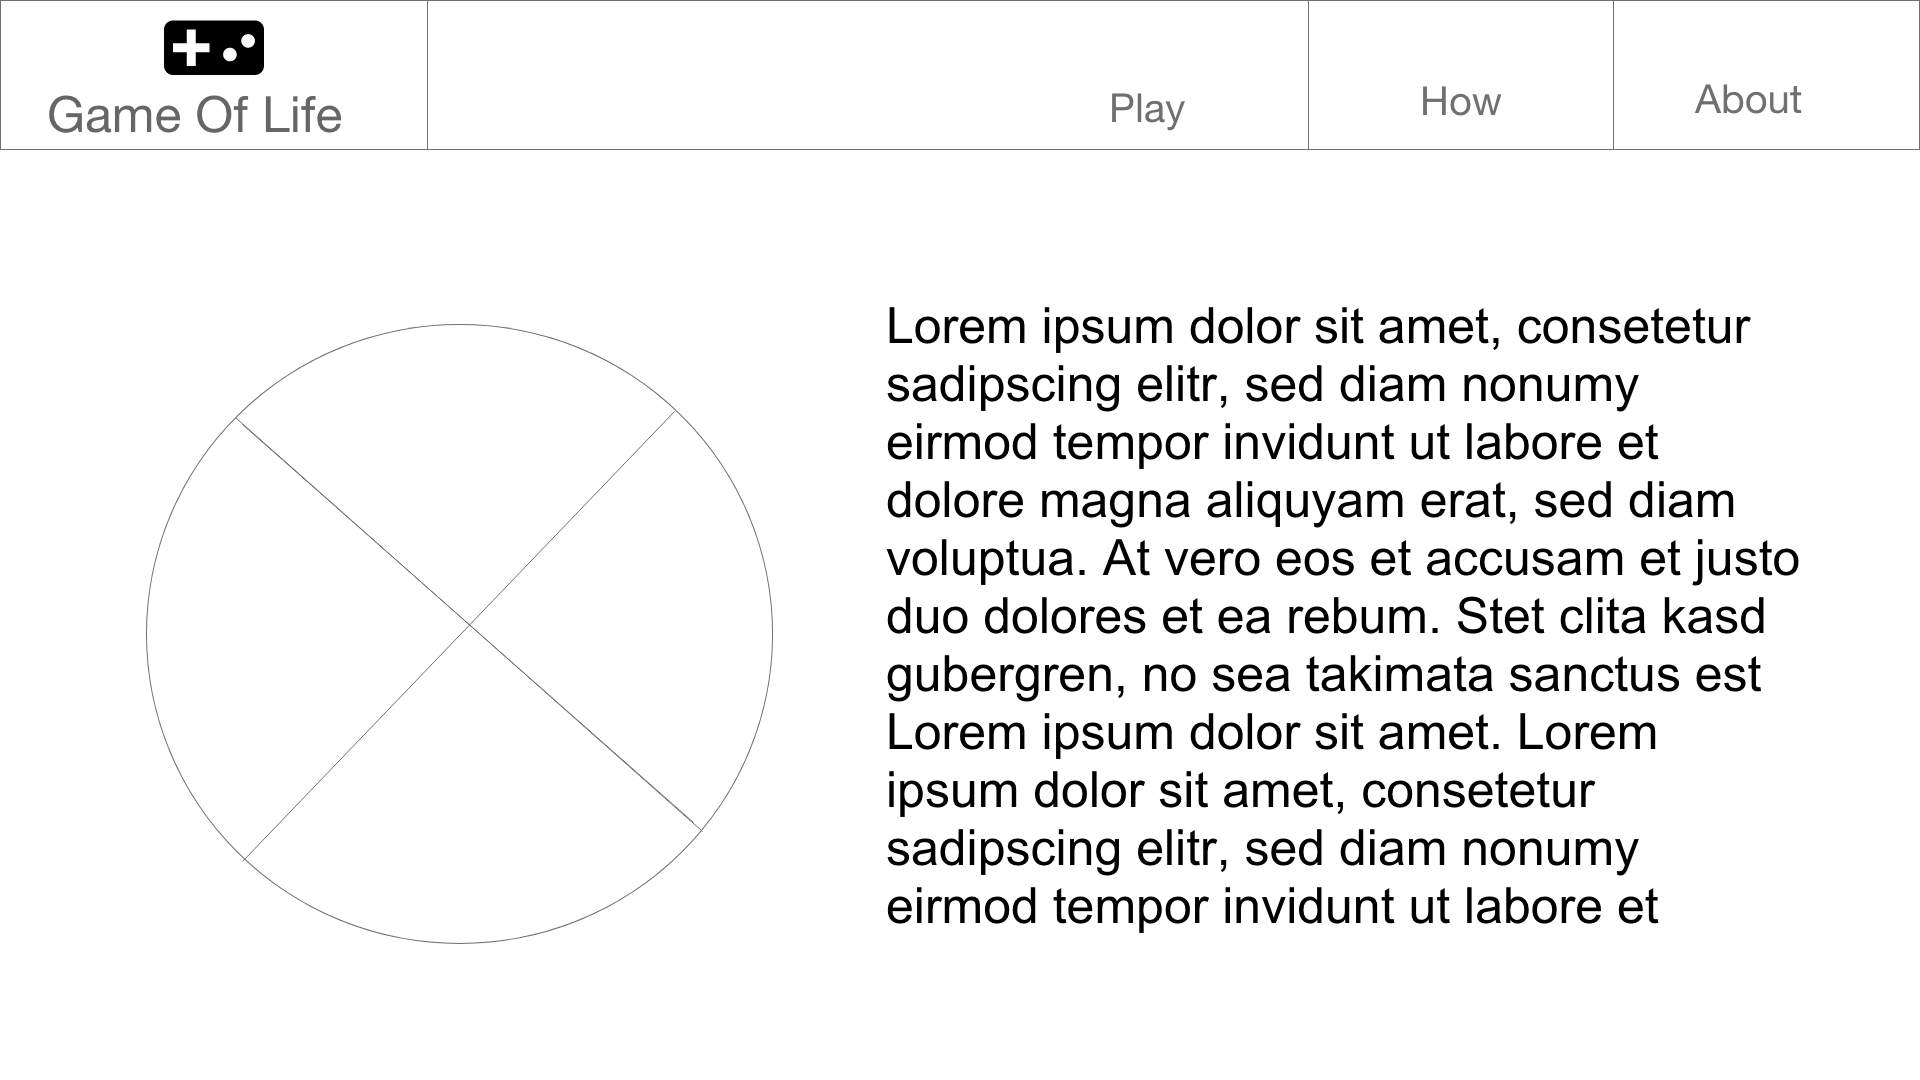 Game Of Life
Play
How
About
Lorem ipsum dolor sit amet, consetetur
sadipscing elitr, sed diam nonumy
eirmod tempor invidunt ut labore et
dolore magna aliquyam erat, sed diam
voluptua. At vero eos et accusam et justo
duo dolores et ea rebum. Stet clita kasd
gubergren, no sea takimata sanctus est
Lorem ipsum dolor sit amet. Lorem
ipsum dolor sit amet, consetetur
sadipscing elitr, sed diam nonumy
eirmod tempor invidunt ut labore et